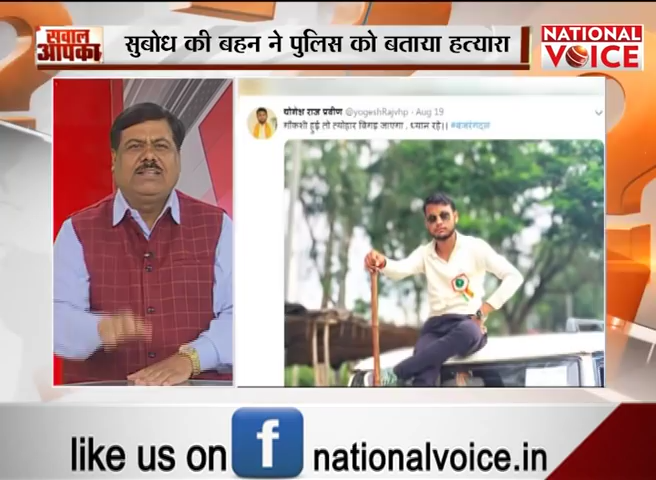 सवाल
आपका
सुबोध की बहन ने पुलिस को बताया हत्यारा
NATIONAL
VOICE
योगेश राज प्रवीण @yogeshRajvhp - Aug 19
गौकशी हुई तो त्योहार बिगड़ जाएगा , ध्यान रहे।। #बजरंगदल
like us on f nationalvoice.in